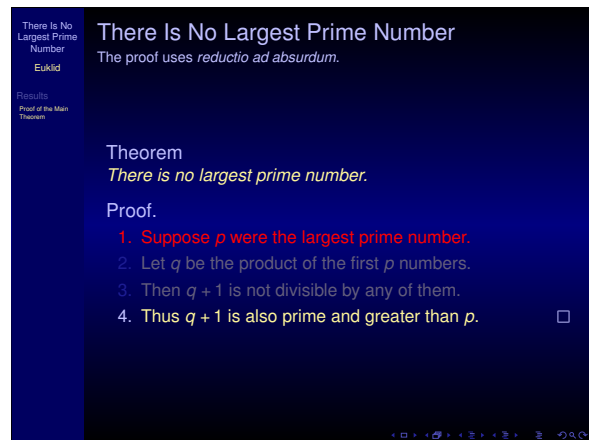 There Is No
Largest Prime
Number
Euklid
Results
Proof of the Main
Theorem
There Is No Largest Prime Number
The proof uses reductio ad absurdum.
Theorem
There is no largest prime number.
Proof.
1. Suppose p were the largest prime number.
2. Let q be the product of the first p numbers.
3. Then q + 1 is not divisible by any of them.
4. Thus q + 1 is also prime and greater than p.